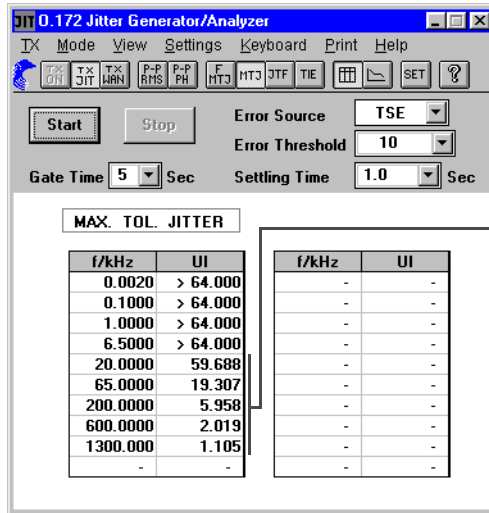 JIT 0.172 Jitter Generator/Analyzer
TX Mode View Settings Keyboard Print Help
TX ON TX JIT TX WAN P-P RMS P-P PH F MTJ MTJ JTF TIE SET ?
Start Stop Error Source TSE
Error Threshold 10
Gate Time 5 Sec Settling Time 1.0 Sec
MAX. TOL. JITTER
f/kHz UI f/kHz UI
0.0020 > 64.000 - -
0.1000 > 64.000 - -
1.0000 > 64.000 - -
6.5000 > 64.000 - -
20.0000 59.688 - -
65.0000 19.307 - -
200.0000 5.958 - -
600.0000 2.019 - -
1300.000 1.105 - -
- - - -